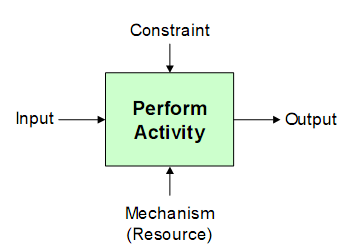 Constraint
Input
Perform
Activity
Output
Mechanism
(Resource)